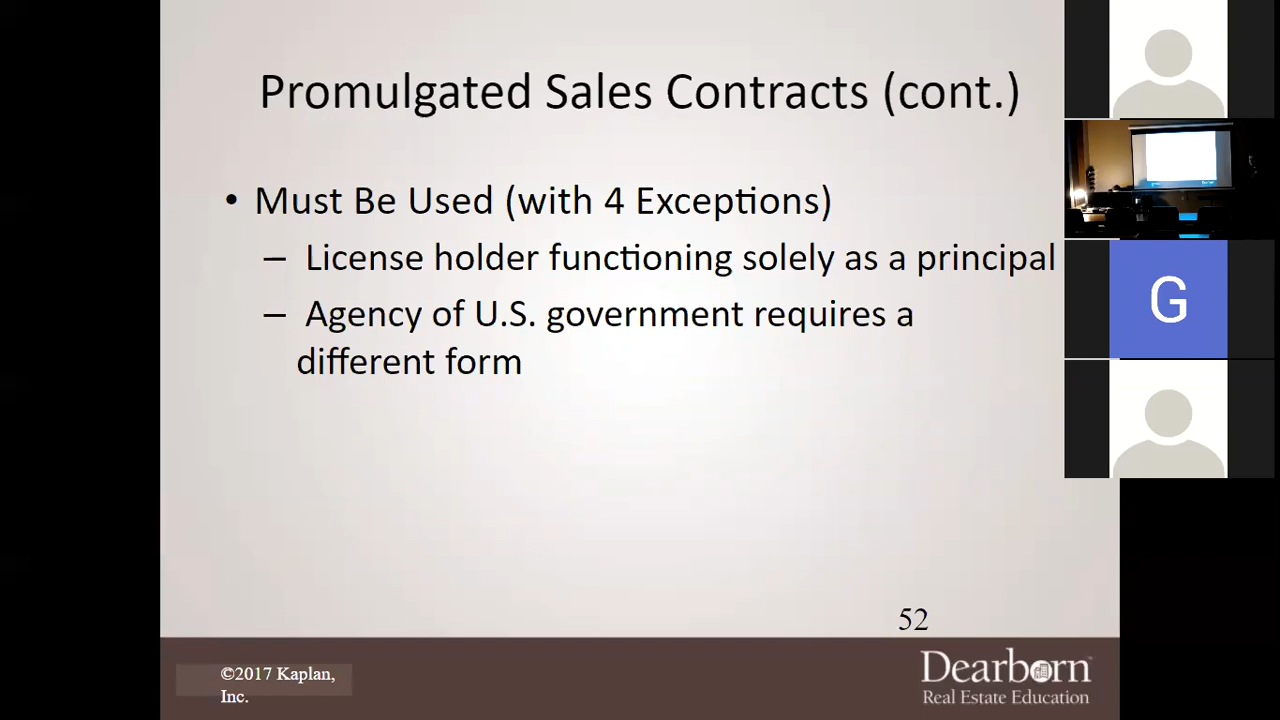 Promulgated Sales Contracts (cont.)
• Must Be Used (with 4 Exceptions)
– License holder functioning solely as a principal
– Agency of U.S. government requires a
different form
G
52
©2017 Kaplan,
Inc.
Dearborn
Real Estate Education